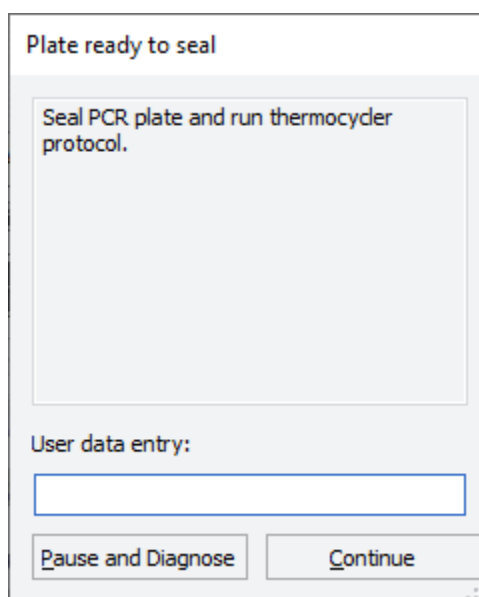 Plate ready to seal
Seal PCR plate and run thermocycler
protocol.
User data entry:
Pause and Diagnose
Continue